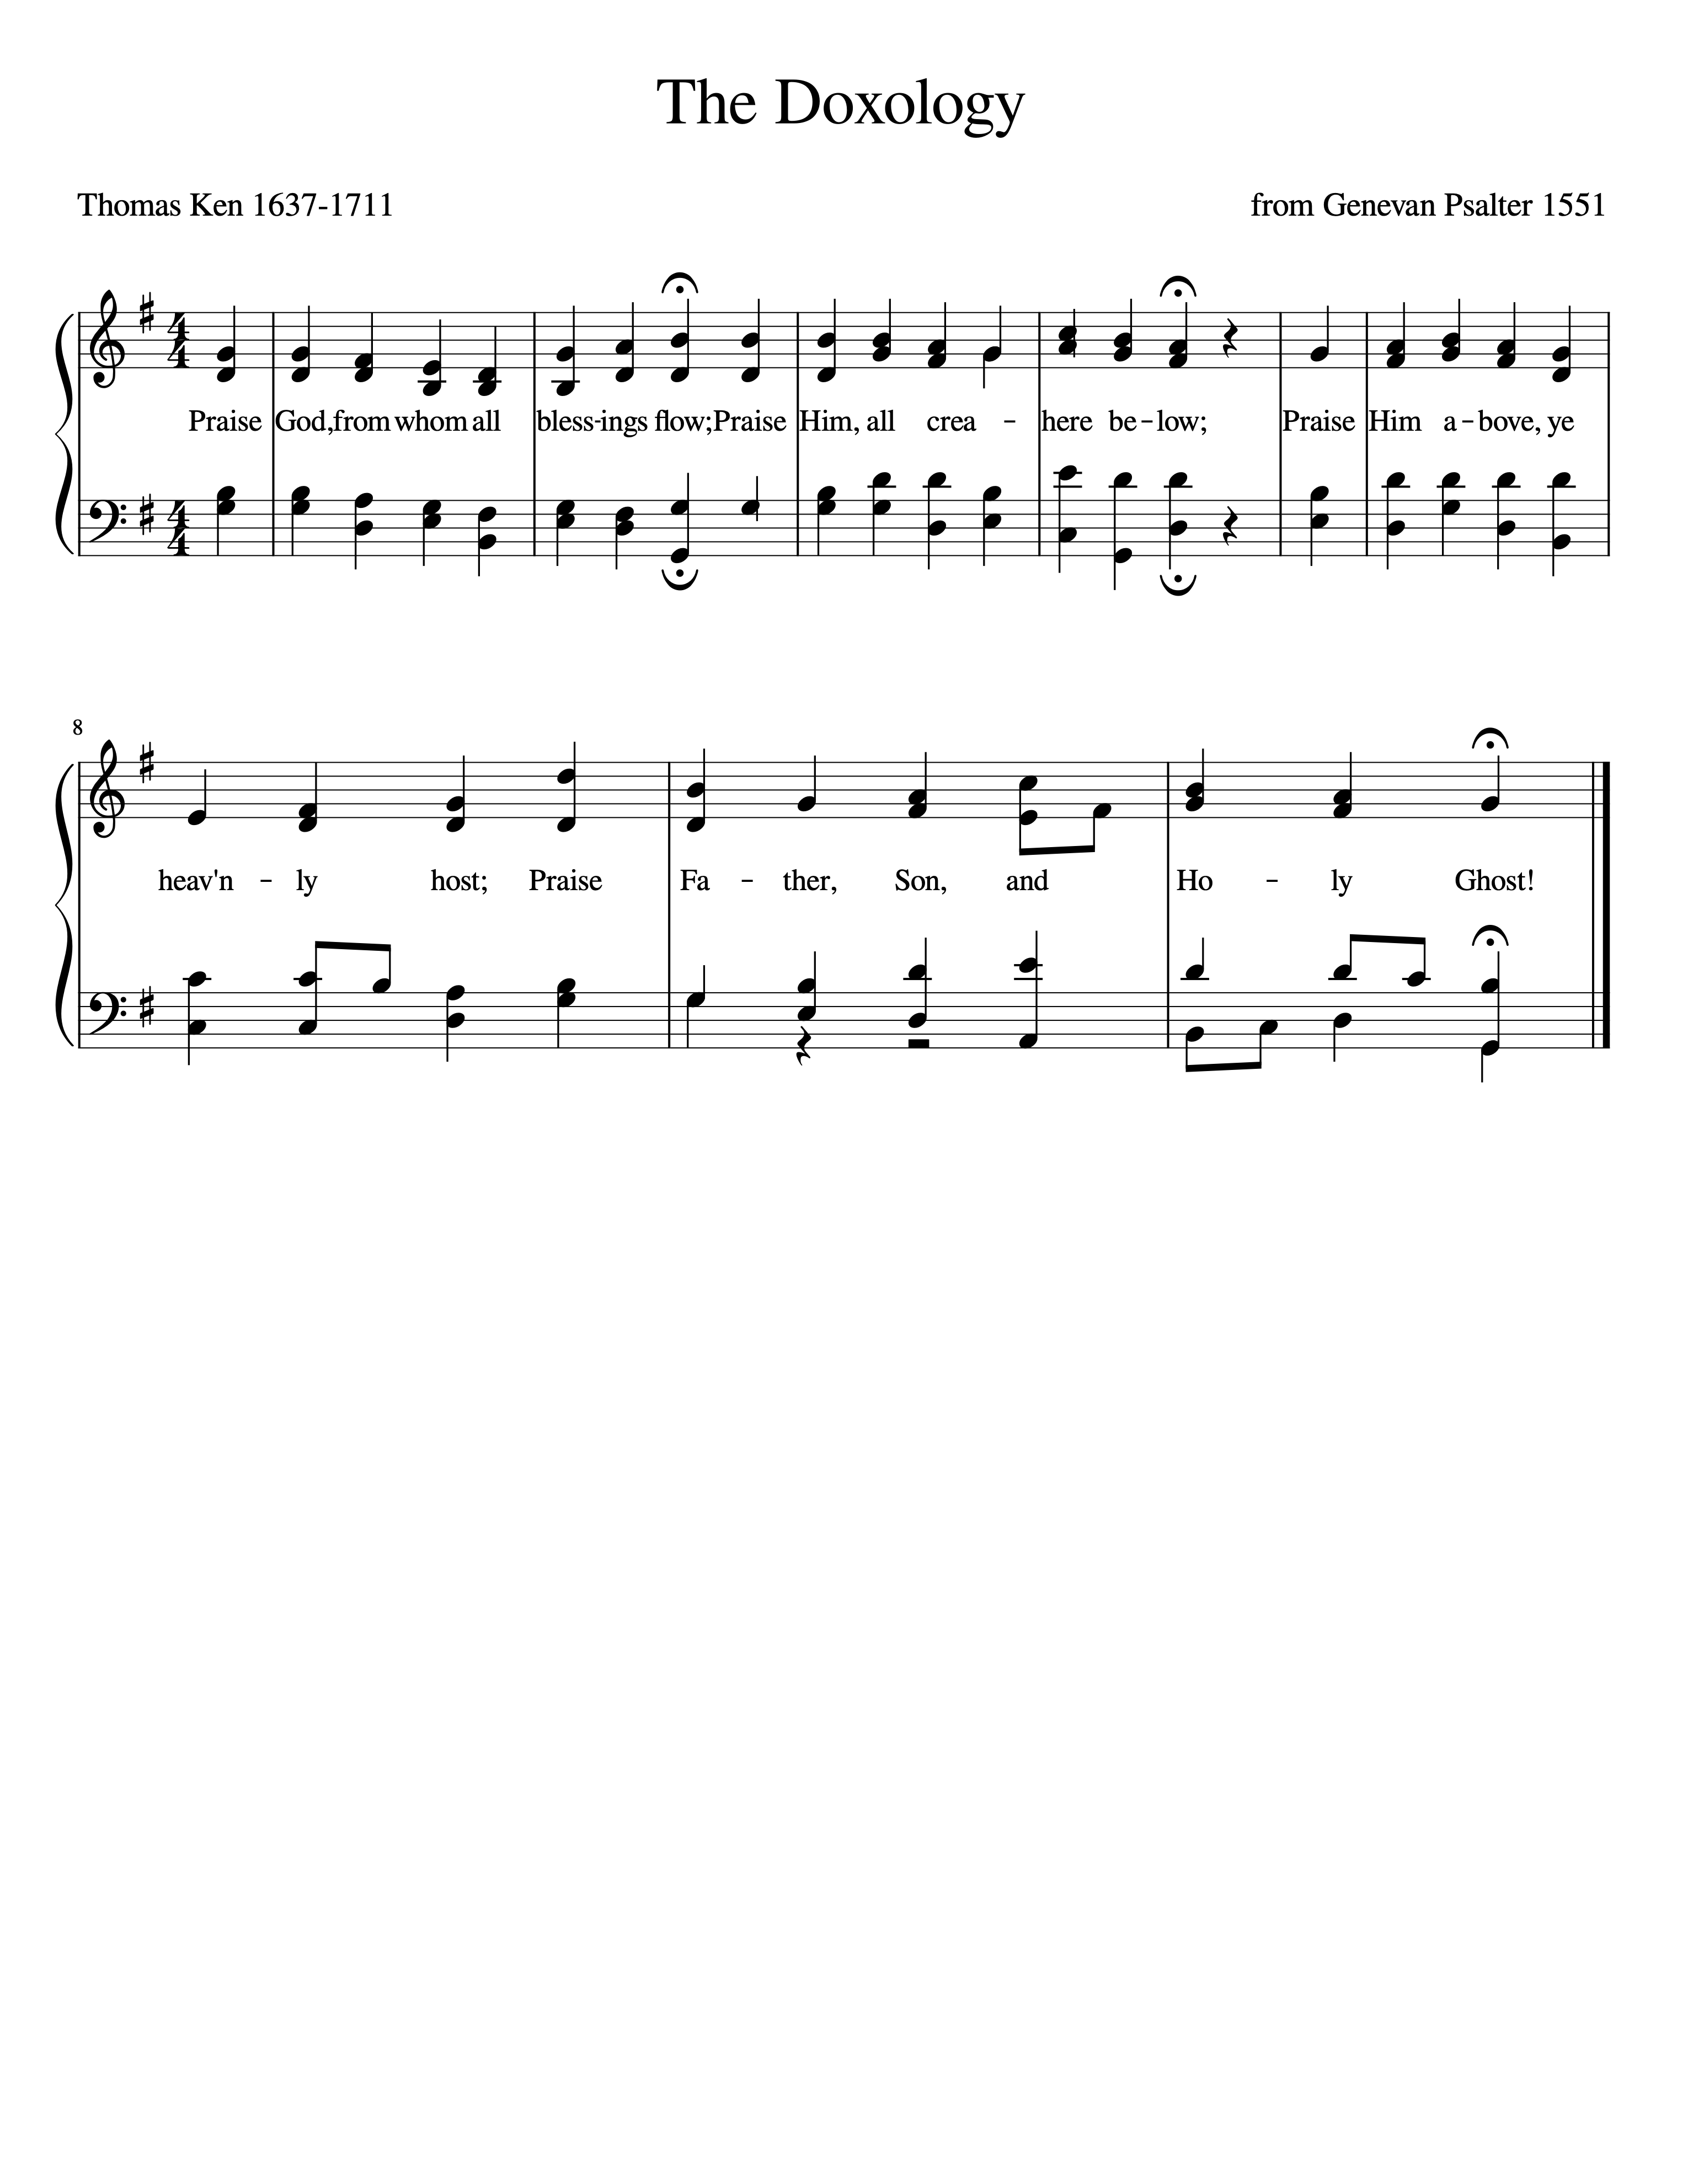 The Doxology
Thomas Ken 1637-1711
from Genevan Psalter 1551
4 4
Praise God, from whom all bless-ings flow; Praise Him, all crea - here be-low; Praise Him a-bove, ye
4 4
8
heav'n - ly host; Praise Fa - ther, Son, and Ho - ly Ghost!